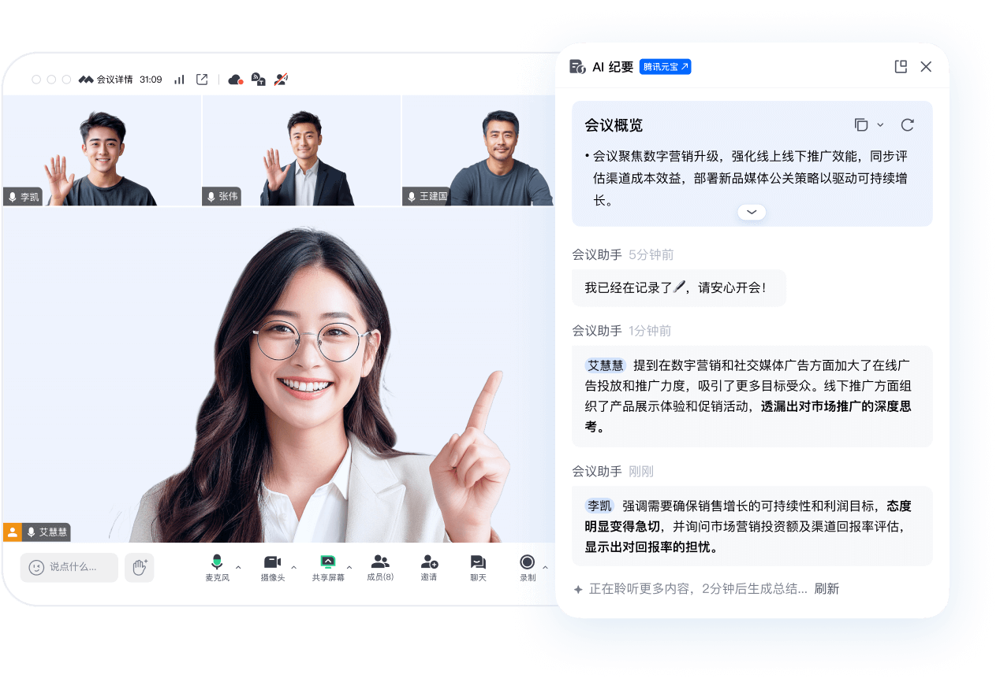 会议详情 31:09
李凯
张伟
王建国
艾慧慧
说点什么...
麦克风
摄像头
共享屏幕
成员(8)
邀请
聊天
录制
AI 纪要 腾讯元宝
会议概览
• 会议聚焦数字营销升级，强化线上线下推广效能，同步评
估渠道成本效益，部署新品媒体公关策略以驱动可持续增
长。
会议助手 5分钟前
我已经在记录了🖋，请安心开会！
会议助手 1分钟前
艾慧慧 提到在数字营销和社交媒体广告方面加大了在线广
告投放和推广力度，吸引了更多目标受众。线下推广方面组
织了产品展示体验和促销活动，透漏出对市场推广的深度思
考。
会议助手 刚刚
李凯 强调需要确保销售增长的可持续性和利润目标，态度
明显变得急切，并询问市场营销投资额及渠道回报率评估，
显示出对回报率的担忧。
正在聆听更多内容，2分钟后生成总结... 刷新